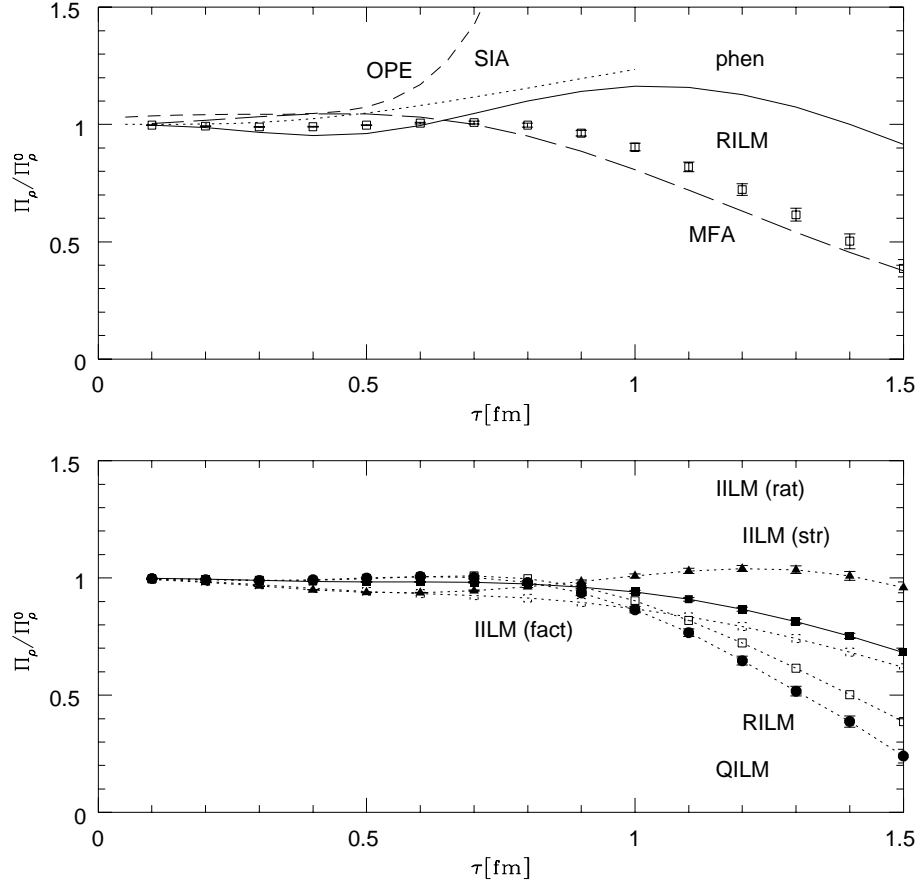 1.5
OPE
SIA
phen
1
RILM
Π_ρ/Π_ρ^0
0.5
MFA
0
0
0.5
1
1.5
τ[fm]
1.5
IILM (rat)
IILM (str)
1
IILM (fact)
Π_ρ/Π_ρ^0
0.5
RILM
QILM
0
0
0.5
1
1.5
τ[fm]